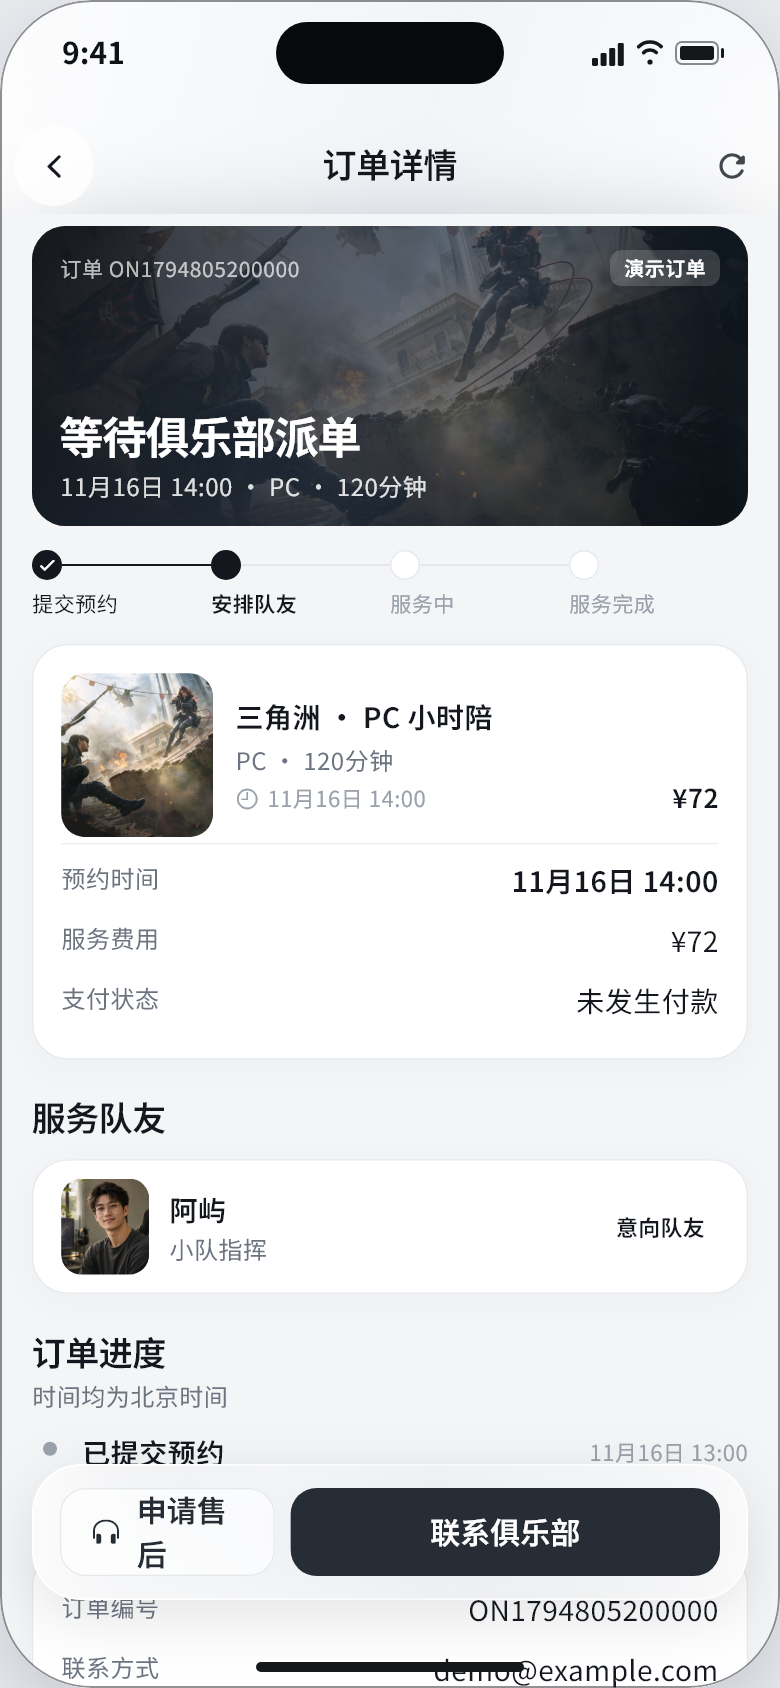 9:41
订单详情
订单 ON1794805200000
演示订单
等待俱乐部派单
11月16日 14:00 · PC · 120分钟
提交预约
安排队友
服务中
服务完成
三角洲 · PC 小时陪
PC · 120分钟
11月16日 14:00
¥72
预约时间
11月16日 14:00
服务费用
¥72
支付状态
未发生付款
服务队友
阿屿
小队指挥
意向队友
订单进度
时间均为北京时间
已提交预约
11月16日 13:00
申请售
后
联系俱乐部
订单编号
ON1794805200000
联系方式
demo@example.com